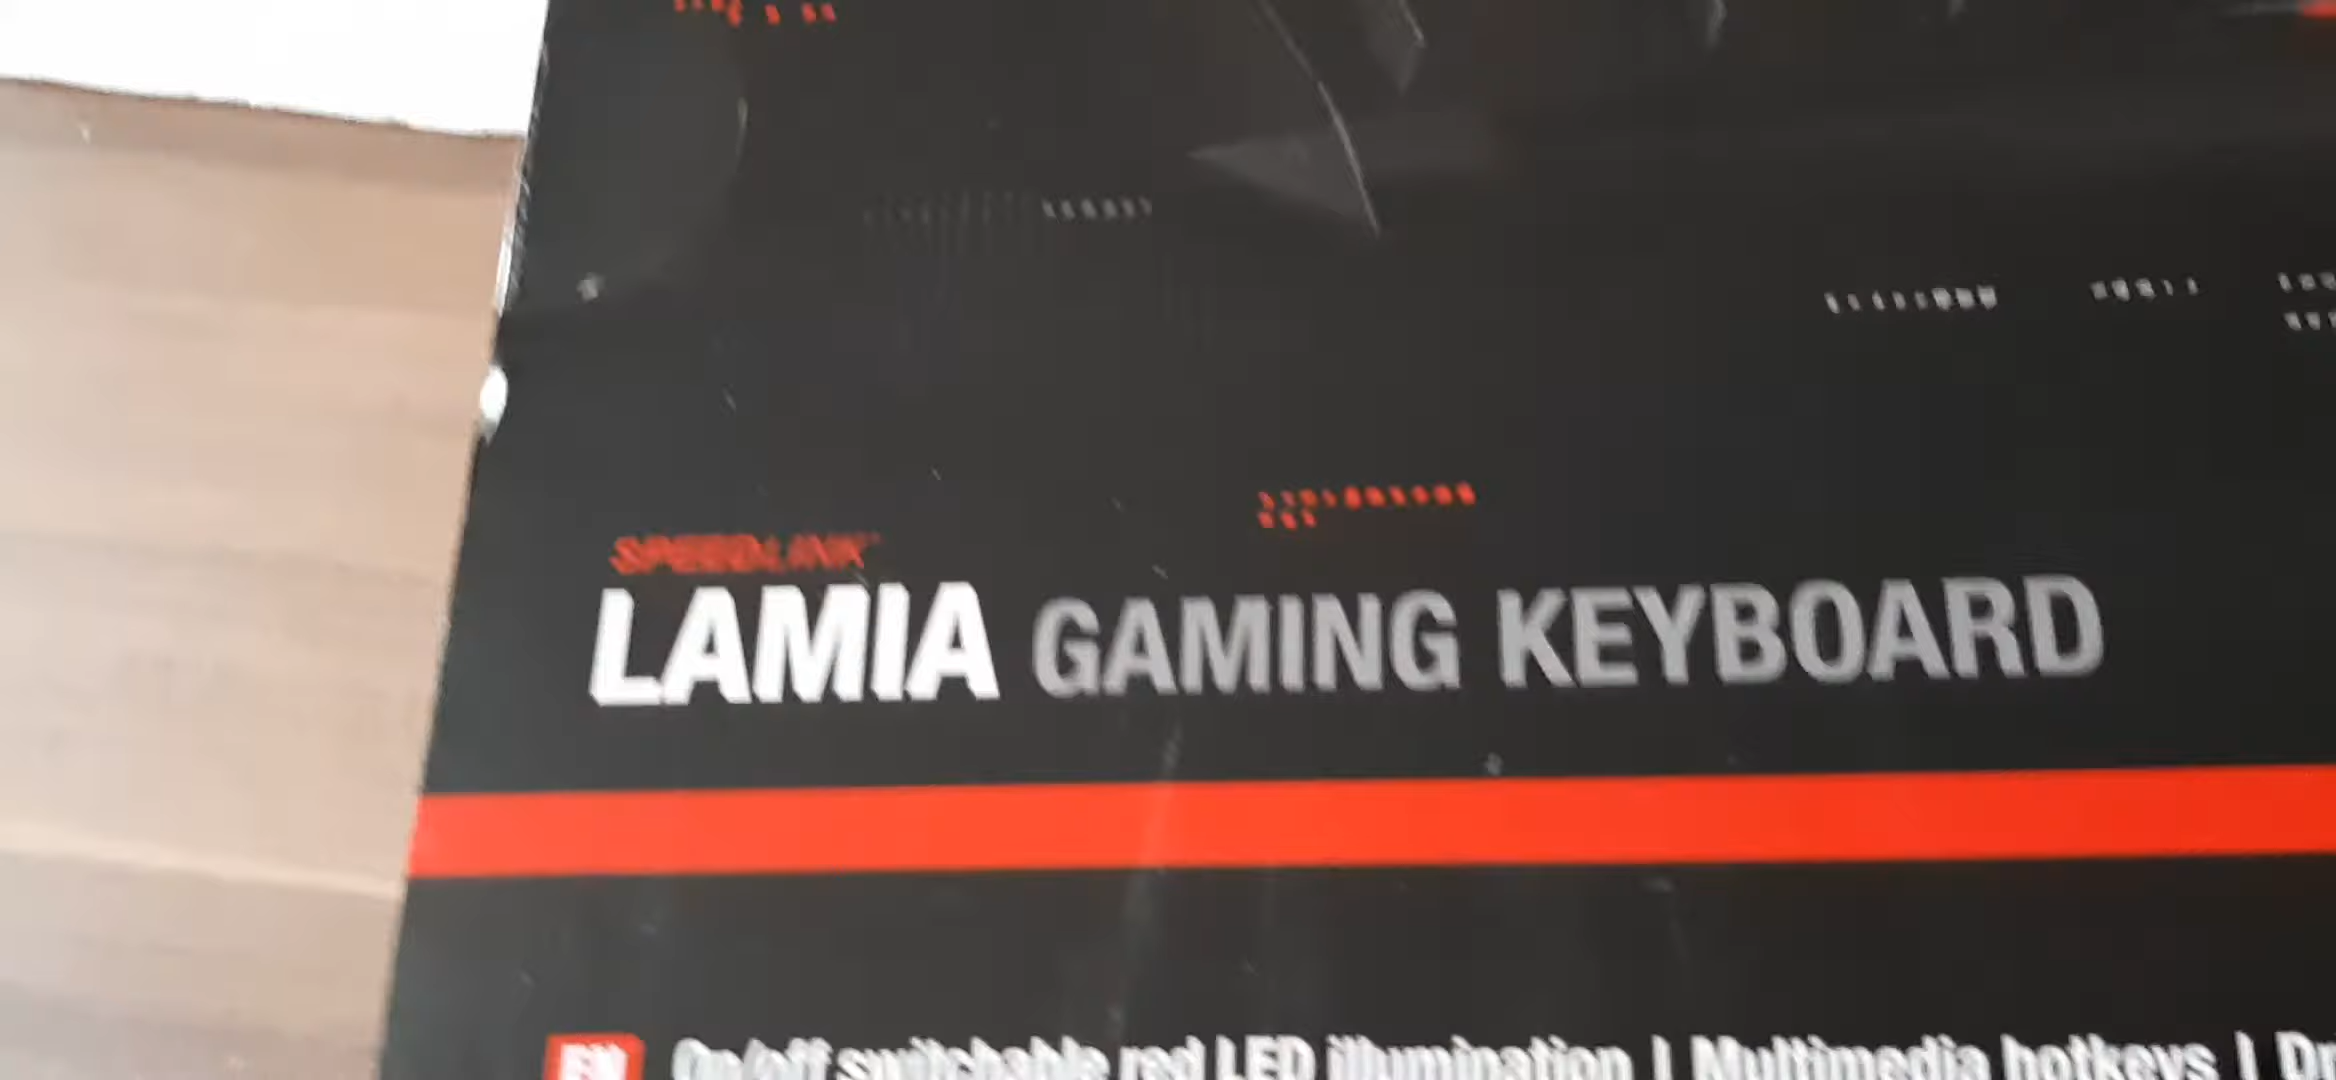 SPEEDLINK
LAMIA GAMING KEYBOARD
EN On/off switchable red LED illumination | Multimedia hotkeys |